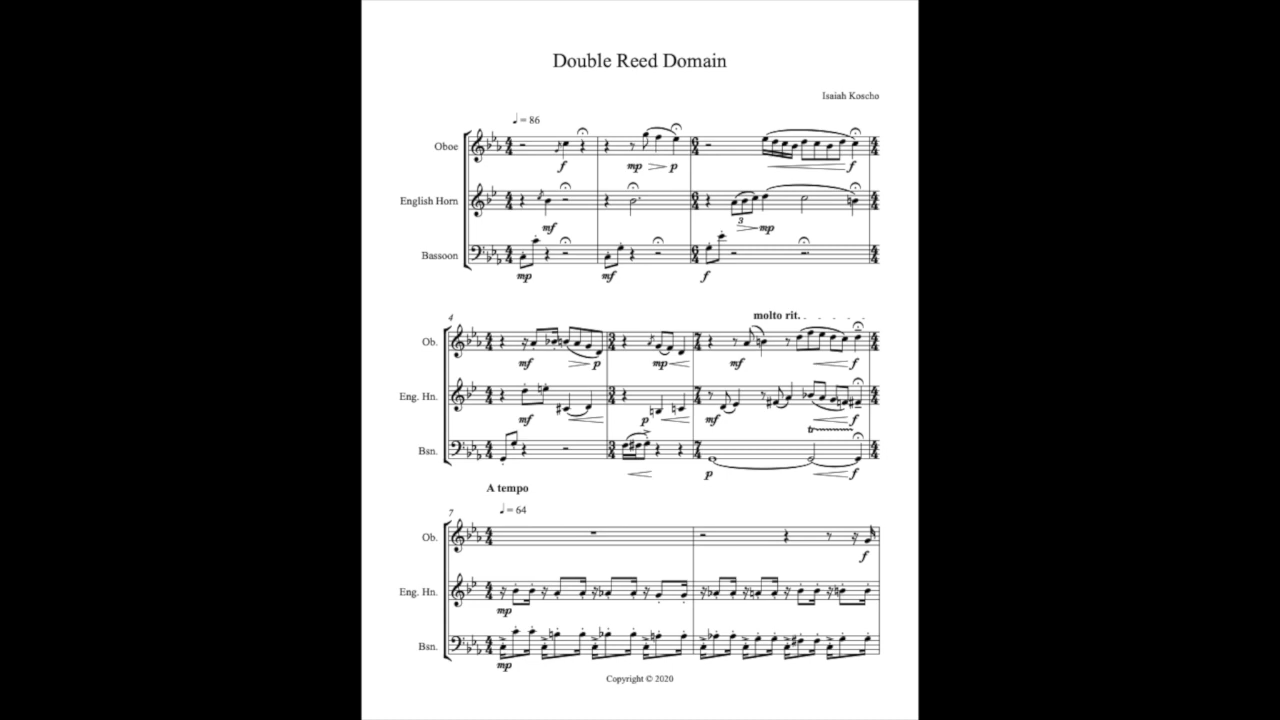 Double Reed Domain
Isaiah Koscho
♩ = 86
Oboe
f
mp
p
f
English Horn
mf
3
mp
Bassoon
mp
mf
f
4
molto rit.
Ob.
mf
p
mp
mf
f
Eng. Hn.
mf
p
mf
f
tr
Bsn.
p
f
A tempo
7
♩ = 64
Ob.
f
Eng. Hn.
mp
Bsn.
mp
Copyright © 2020